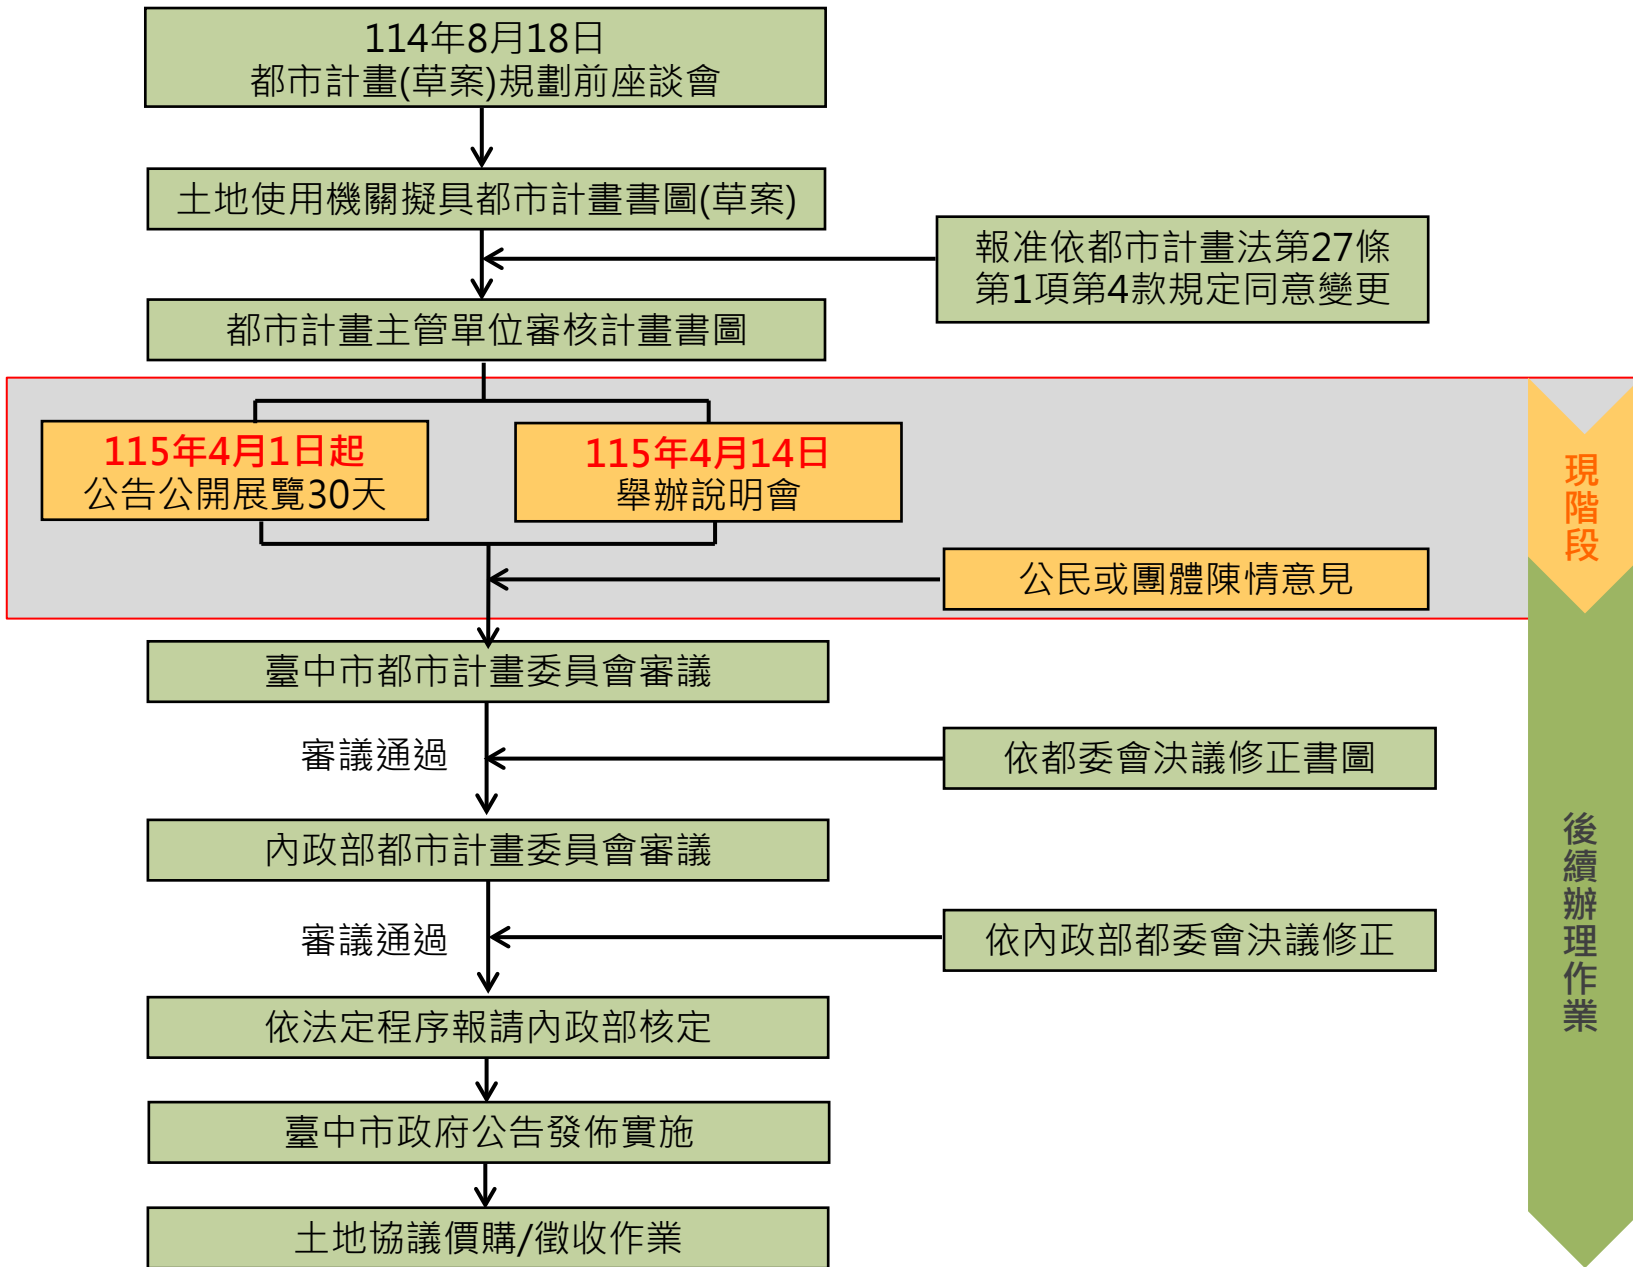 114年8月18日
都市計畫(草案)規劃前座談會
土地使用機關擬具都市計畫書圖(草案)
報准依都市計畫法第27條
第1項第4款規定同意變更
都市計畫主管單位審核計畫書圖
115年4月1日起
公告公開展覽30天
115年4月14日
舉辦說明會
現階段
公民或團體陳情意見
臺中市都市計畫委員會審議
審議通過
依都委會決議修正書圖
內政部都市計畫委員會審議
後續辦理作業
審議通過
依內政部都委會決議修正
依法定程序報請內政部核定
臺中市政府公告發佈實施
土地協議價購/徵收作業